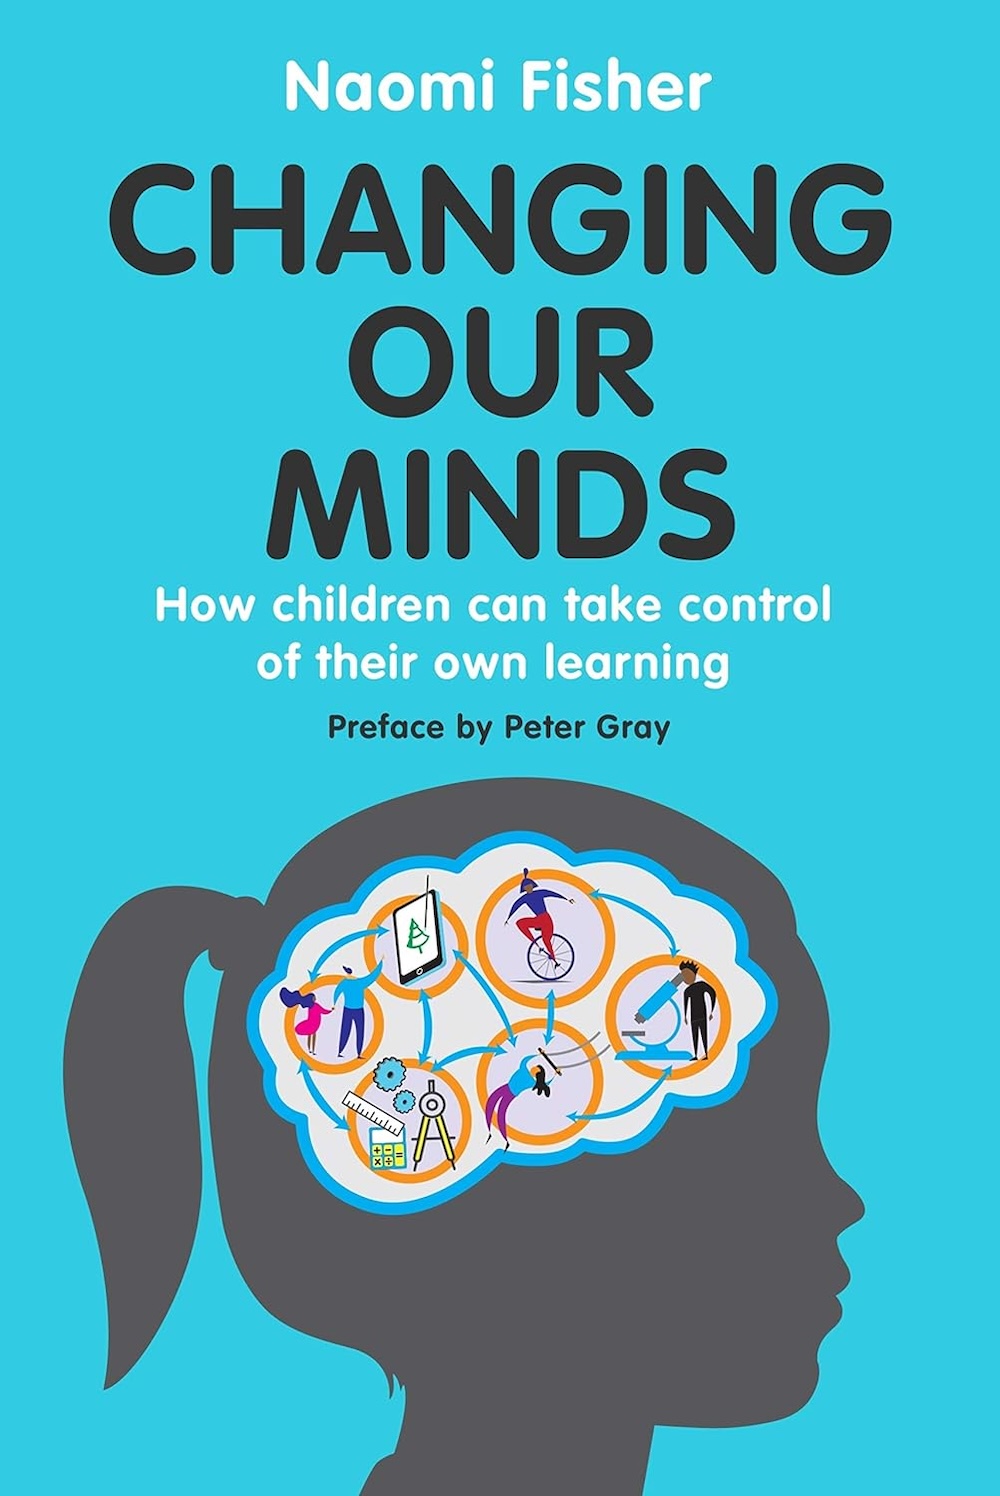 Naomi Fisher
CHANGING
OUR
MINDS
How children can take control
of their own learning
Preface by Peter Gray
+ −
× ÷ =